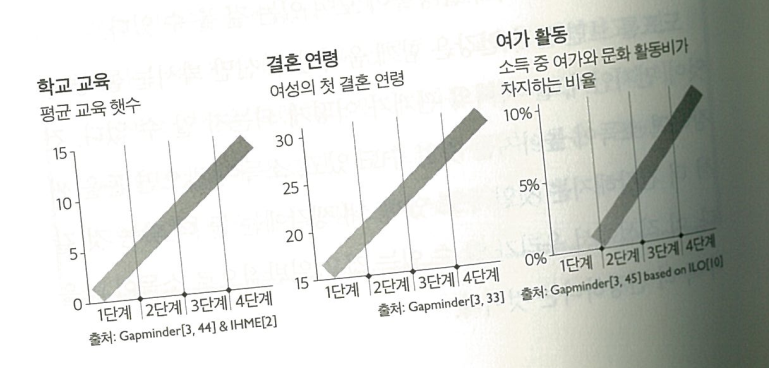 학교 교육
평균 교육 햇수
15
10
5
0
1단계 2단계 3단계 4단계
출처: Gapminder[3, 44] & IHME[2]
결혼 연령
여성의 첫 결혼 연령
30
25
20
15
1단계 2단계 3단계 4단계
출처: Gapminder[3, 33]
여가 활동
소득 중 여가와 문화 활동비가
차지하는 비율
10%
5%
0%
1단계 2단계 3단계 4단계
출처: Gapminder[3, 45] based on ILO[10]